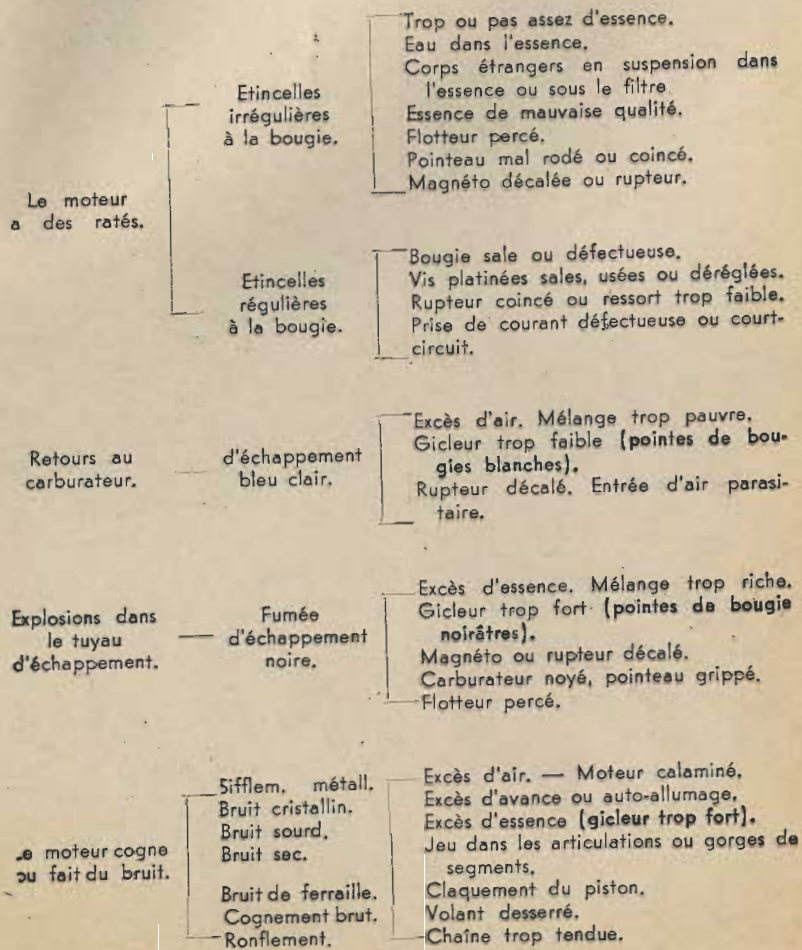 Le moteur
a des ratés.
Etincelles
irrégulières
à la bougie.
Trop ou pas assez d'essence.
Eau dans l'essence.
Corps étrangers en suspension dans
l'essence ou sous le filtre
Essence de mauvaise qualité.
Flotteur percé.
Pointeau mal rodé ou coincé.
Magnéto décalée ou rupteur.
Etincelles
régulières
à la bougie.
Bougie sale ou défectueuse.
Vis platinées sales, usées ou déréglées.
Rupteur coincé ou ressort trop faible.
Prise de courant défectueuse ou court-
circuit.
Retours au
carburateur.
d'échappement
bleu clair.
Excès d'air. Mélange trop pauvre.
Gicleur trop faible (pointes de bou-
gies blanches).
Rupteur décalé. Entrée d'air parasi-
taire.
Explosions dans
le tuyau
d'échappement.
Fumée
d'échappement
noire.
Excès d'essence. Mélange trop riche.
Gicleur trop fort (pointes de bougie
noirâtres).
Magnéto ou rupteur décalé.
Carburateur noyé, pointeau grippé.
Flotteur percé.
Le moteur cogne
ou fait du bruit.
Sifflem. métall.
Bruit cristallin.
Bruit sourd.
Bruit sec.
Bruit de ferraille.
Cognement brut.
Ronflement.
Excès d'air. — Moteur calaminé.
Excès d'avance ou auto-allumage.
Excès d'essence (gicleur trop fort).
Jeu dans les articulations ou gorges de
segments.
Claquement du piston.
Volant desserré.
Chaîne trop tendue.